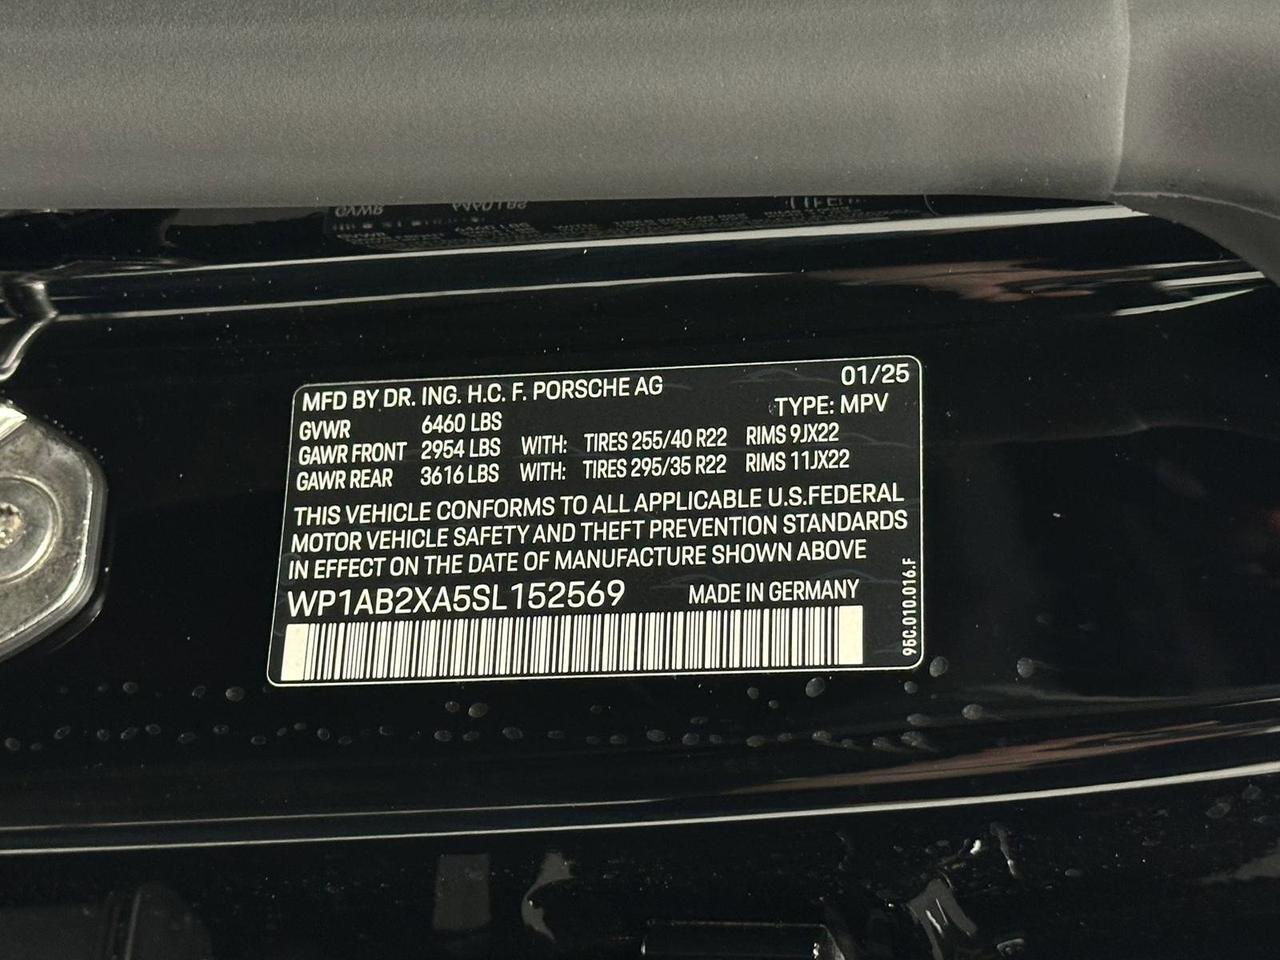 MFD BY DR. ING. H.C. F. PORSCHE AG 01/25
TYPE: MPV
GVWR 6460 LBS
GAWR FRONT 2954 LBS WITH: TIRES 255/40 R22 RIMS 9JX22
GAWR REAR 3616 LBS WITH: TIRES 295/35 R22 RIMS 11JX22
THIS VEHICLE CONFORMS TO ALL APPLICABLE U.S.FEDERAL
MOTOR VEHICLE SAFETY AND THEFT PREVENTION STANDARDS
IN EFFECT ON THE DATE OF MANUFACTURE SHOWN ABOVE
WP1AB2XA5SL152569 MADE IN GERMANY
95C.010.016.F